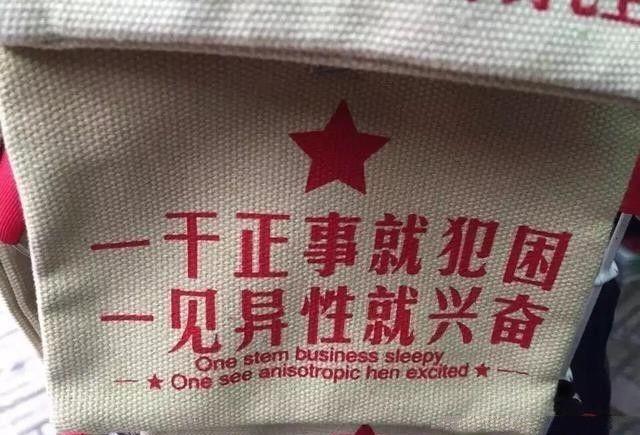 一干正事就犯困
一见异性就兴奋
One stem business sleepy
One see anisotropic hen excited